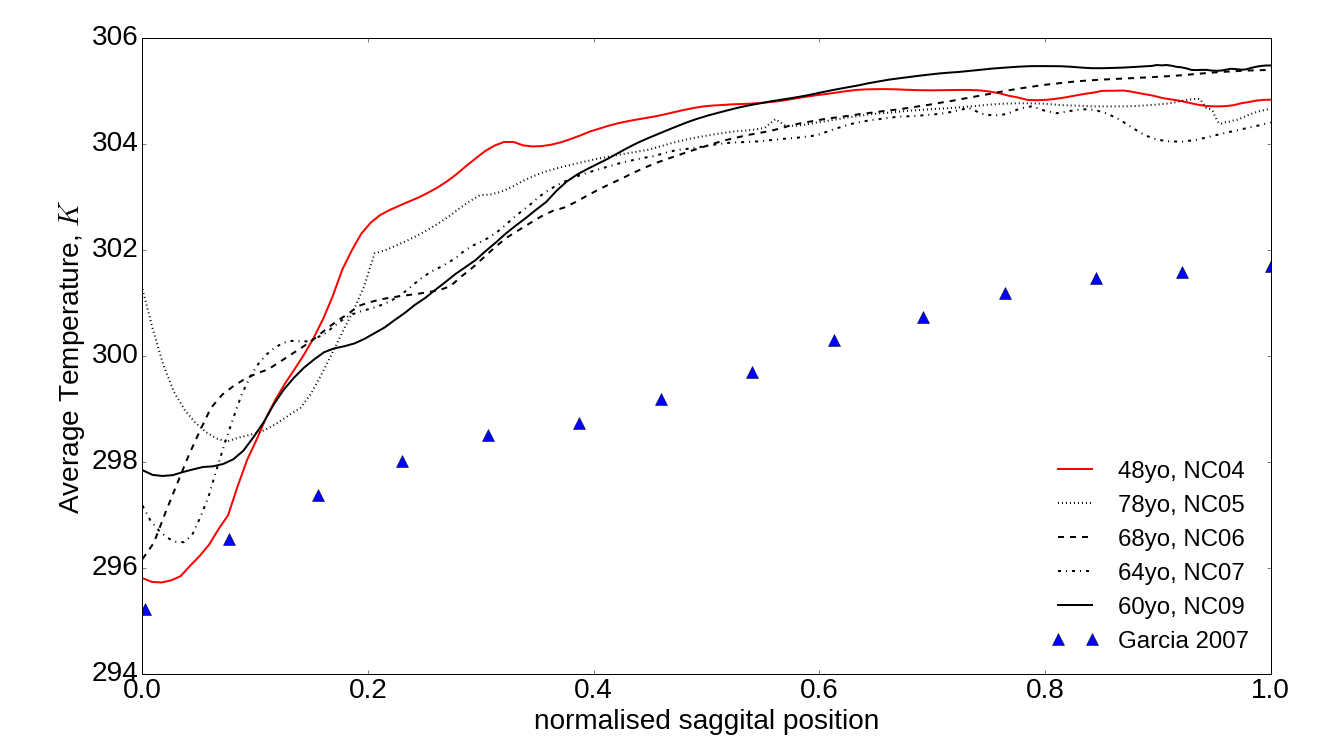 306
304
302
300
298
296
294
Average Temperature, K
0.0
0.2
0.4
0.6
0.8
1.0
normalised saggital position
48yo, NC04
78yo, NC05
68yo, NC06
64yo, NC07
60yo, NC09
Garcia 2007